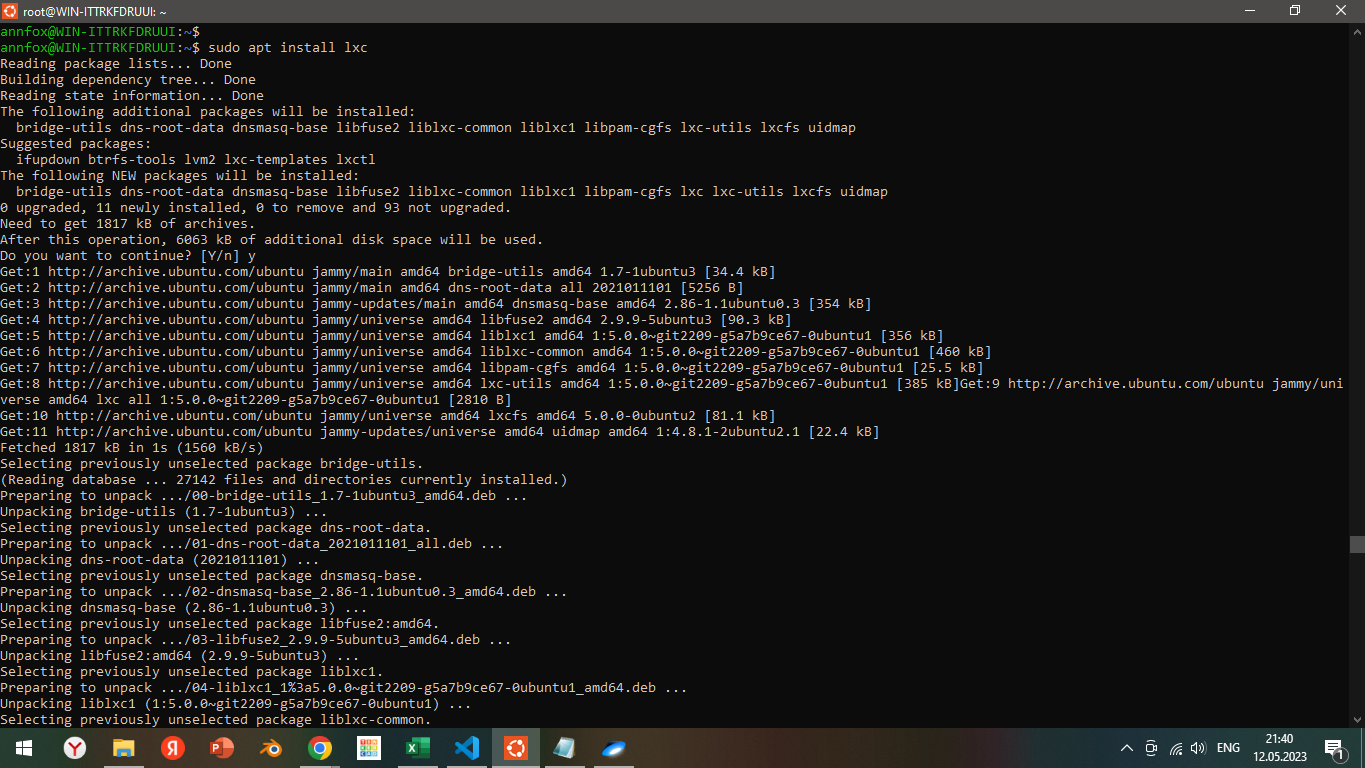 root@WIN-ITTRKFDRUUI: ~
annfox@WIN-ITTRKFDRUUI:~$
annfox@WIN-ITTRKFDRUUI:~$ sudo apt install lxc
Reading package lists... Done
Building dependency tree... Done
Reading state information... Done
The following additional packages will be installed:
  bridge-utils dns-root-data dnsmasq-base libfuse2 liblxc-common liblxc1 libpam-cgfs lxc-utils lxcfs uidmap
Suggested packages:
  ifupdown btrfs-tools lvm2 lxc-templates lxctl
The following NEW packages will be installed:
  bridge-utils dns-root-data dnsmasq-base libfuse2 liblxc-common liblxc1 libpam-cgfs lxc lxc-utils lxcfs uidmap
0 upgraded, 11 newly installed, 0 to remove and 93 not upgraded.
Need to get 1817 kB of archives.
After this operation, 6063 kB of additional disk space will be used.
Do you want to continue? [Y/n] y
Get:1 http://archive.ubuntu.com/ubuntu jammy/main amd64 bridge-utils amd64 1.7-1ubuntu3 [34.4 kB]
Get:2 http://archive.ubuntu.com/ubuntu jammy/main amd64 dns-root-data all 2021011101 [5256 B]
Get:3 http://archive.ubuntu.com/ubuntu jammy-updates/main amd64 dnsmasq-base amd64 2.86-1.1ubuntu0.3 [354 kB]
Get:4 http://archive.ubuntu.com/ubuntu jammy/universe amd64 libfuse2 amd64 2.9.9-5ubuntu3 [90.3 kB]
Get:5 http://archive.ubuntu.com/ubuntu jammy/universe amd64 liblxc1 amd64 1:5.0.0~git2209-g5a7b9ce67-0ubuntu1 [356 kB]
Get:6 http://archive.ubuntu.com/ubuntu jammy/universe amd64 liblxc-common amd64 1:5.0.0~git2209-g5a7b9ce67-0ubuntu1 [460 kB]
Get:7 http://archive.ubuntu.com/ubuntu jammy/universe amd64 libpam-cgfs amd64 1:5.0.0~git2209-g5a7b9ce67-0ubuntu1 [25.5 kB]
Get:8 http://archive.ubuntu.com/ubuntu jammy/universe amd64 lxc-utils amd64 1:5.0.0~git2209-g5a7b9ce67-0ubuntu1 [385 kB]Get:9 http://archive.ubuntu.com/ubuntu jammy/uni
verse amd64 lxc all 1:5.0.0~git2209-g5a7b9ce67-0ubuntu1 [2810 B]
Get:10 http://archive.ubuntu.com/ubuntu jammy/universe amd64 lxcfs amd64 5.0.0-0ubuntu2 [81.1 kB]
Get:11 http://archive.ubuntu.com/ubuntu jammy-updates/universe amd64 uidmap amd64 1:4.8.1-2ubuntu2.1 [22.4 kB]
Fetched 1817 kB in 1s (1560 kB/s)
Selecting previously unselected package bridge-utils.
(Reading database ... 27142 files and directories currently installed.)
Preparing to unpack .../00-bridge-utils_1.7-1ubuntu3_amd64.deb ...
Unpacking bridge-utils (1.7-1ubuntu3) ...
Selecting previously unselected package dns-root-data.
Preparing to unpack .../01-dns-root-data_2021011101_all.deb ...
Unpacking dns-root-data (2021011101) ...
Selecting previously unselected package dnsmasq-base.
Preparing to unpack .../02-dnsmasq-base_2.86-1.1ubuntu0.3_amd64.deb ...
Unpacking dnsmasq-base (2.86-1.1ubuntu0.3) ...
Selecting previously unselected package libfuse2:amd64.
Preparing to unpack .../03-libfuse2_2.9.9-5ubuntu3_amd64.deb ...
Unpacking libfuse2:amd64 (2.9.9-5ubuntu3) ...
Selecting previously unselected package liblxc1.
Preparing to unpack .../04-liblxc1_1%3a5.0.0~git2209-g5a7b9ce67-0ubuntu1_amd64.deb ...
Unpacking liblxc1 (1:5.0.0~git2209-g5a7b9ce67-0ubuntu1) ...
Selecting previously unselected package liblxc-common.
ENG
21:40
12.05.2023
1